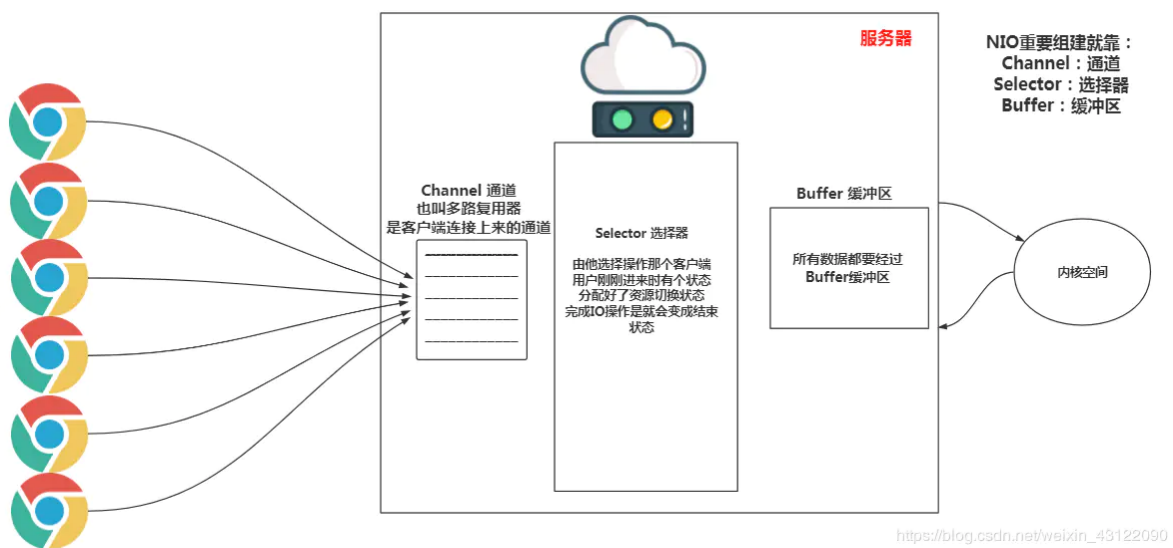 服务器
NIO重要组建就靠：
Channel：通道
Selector：选择器
Buffer：缓冲区
Channel 通道
也叫多路复用器
是客户端连接上来的通道
Selector 选择器
由他选择操作那个客户端
用户刚刚进来时有个状态
分配好了资源切换状态
完成IO操作是就会变成结束
状态
Buffer 缓冲区
所有数据都要经过
Buffer缓冲区
内核空间
https://blog.csdn.net/weixin_43122090